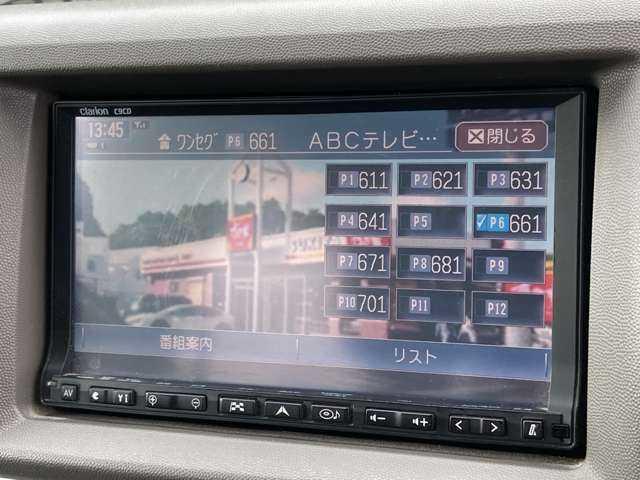 clarion C9CD
13:45 ワンセグ P6 661 ABCテレビ… 閉じる
P1 611 P2 621 P3 631
P4 641 P5 P6 661
P7 671 P8 681 P9
P10 701 P11 P12
番組案内 リスト
AV